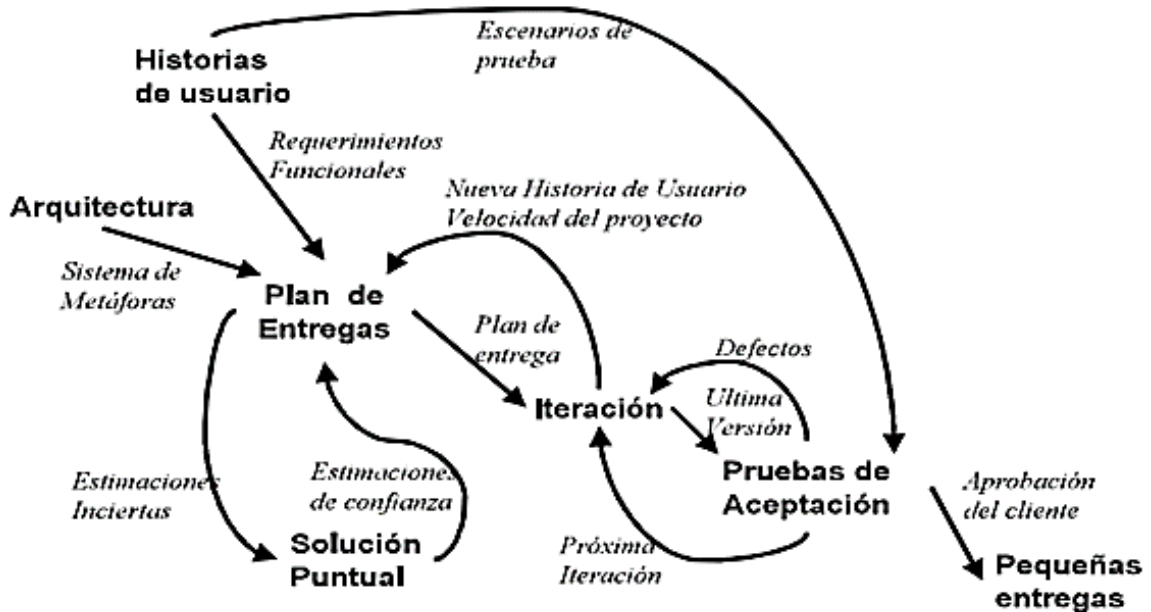 Escenarios de
prueba
Historias
de usuario
Requerimientos
Funcionales
Nueva Historia de Usuario
Velocidad del proyecto
Arquitectura
Sistema de
Metáforas
Plan de
Entregas
Plan de
entrega
Defectos
Iteración
Ultima
Versión
Estimaciones
Inciertas
Estimaciones
de confianza
Pruebas de
Aceptación
Aprobación
del cliente
Solución
Puntual
Próxima
Iteración
Pequeñas
entregas